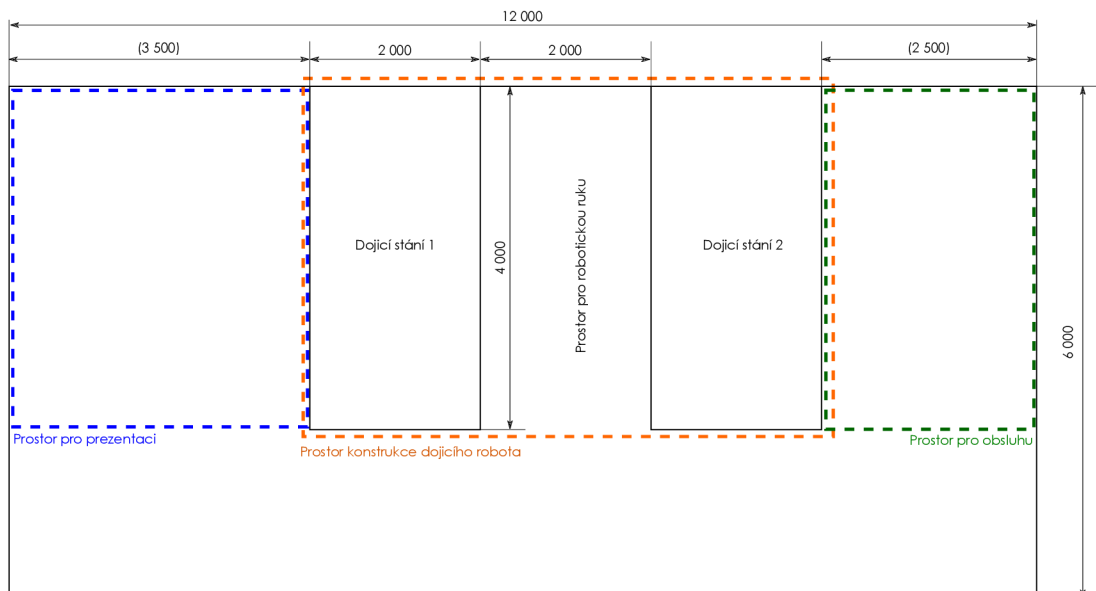 12 000
(3 500)
2 000
2 000
(2 500)
Dojicí stání 1
4 000
Prostor pro robotickou ruku
Dojicí stání 2
6 000
Prostor pro prezentaci
Prostor konstrukce dojicího robota
Prostor pro obsluhu